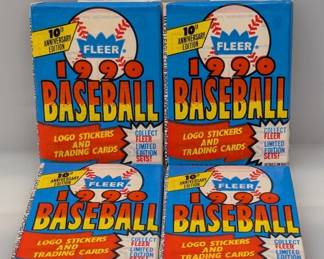 10TH
ANNIVERSARY
EDITION
FLEER
1990
BASEBALL
LOGO STICKERS
AND
TRADING CARDS
COLLECT
FLEER
LIMITED
EDITION
SETS!
10TH
ANNIVERSARY
EDITION
FLEER
1990
BASEBALL
LOGO STICKERS
AND
TRADING CARDS
COLLECT
FLEER
LIMITED
EDITION
SETS!
10TH
ANNIVERSARY
EDITION
FLEER
1990
BASEBALL
LOGO STICKERS
AND
TRADING CARDS
COLLECT
FLEER
LIMITED
EDITION
10TH
ANNIVERSARY
EDITION
FLEER
1990
BASEBALL
LOGO STICKERS
AND
TRADING CARDS
COLLECT
FLEER
LIMITED
EDITION